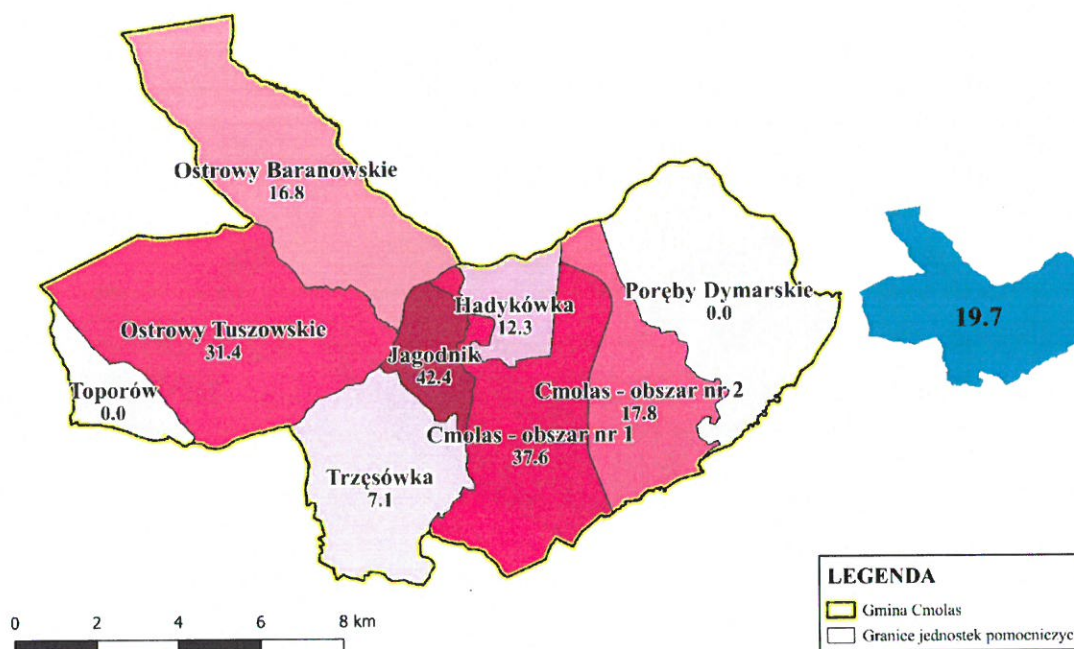 Ostrowy Baranowskie
16.8
Hadykówka
12.3
Poręby Dymarskie
0.0
Ostrowy Tuszowskie
31.4
Jagodnik
42.4
Toporów
0.0
Cmolas - obszar nr 2
17.8
Cmolas - obszar nr 1
37.6
Trzęsówka
7.1
19.7
LEGENDA
Gmina Cmolas
Granice jednostek pomocniczyc
0 2 4 6 8 km